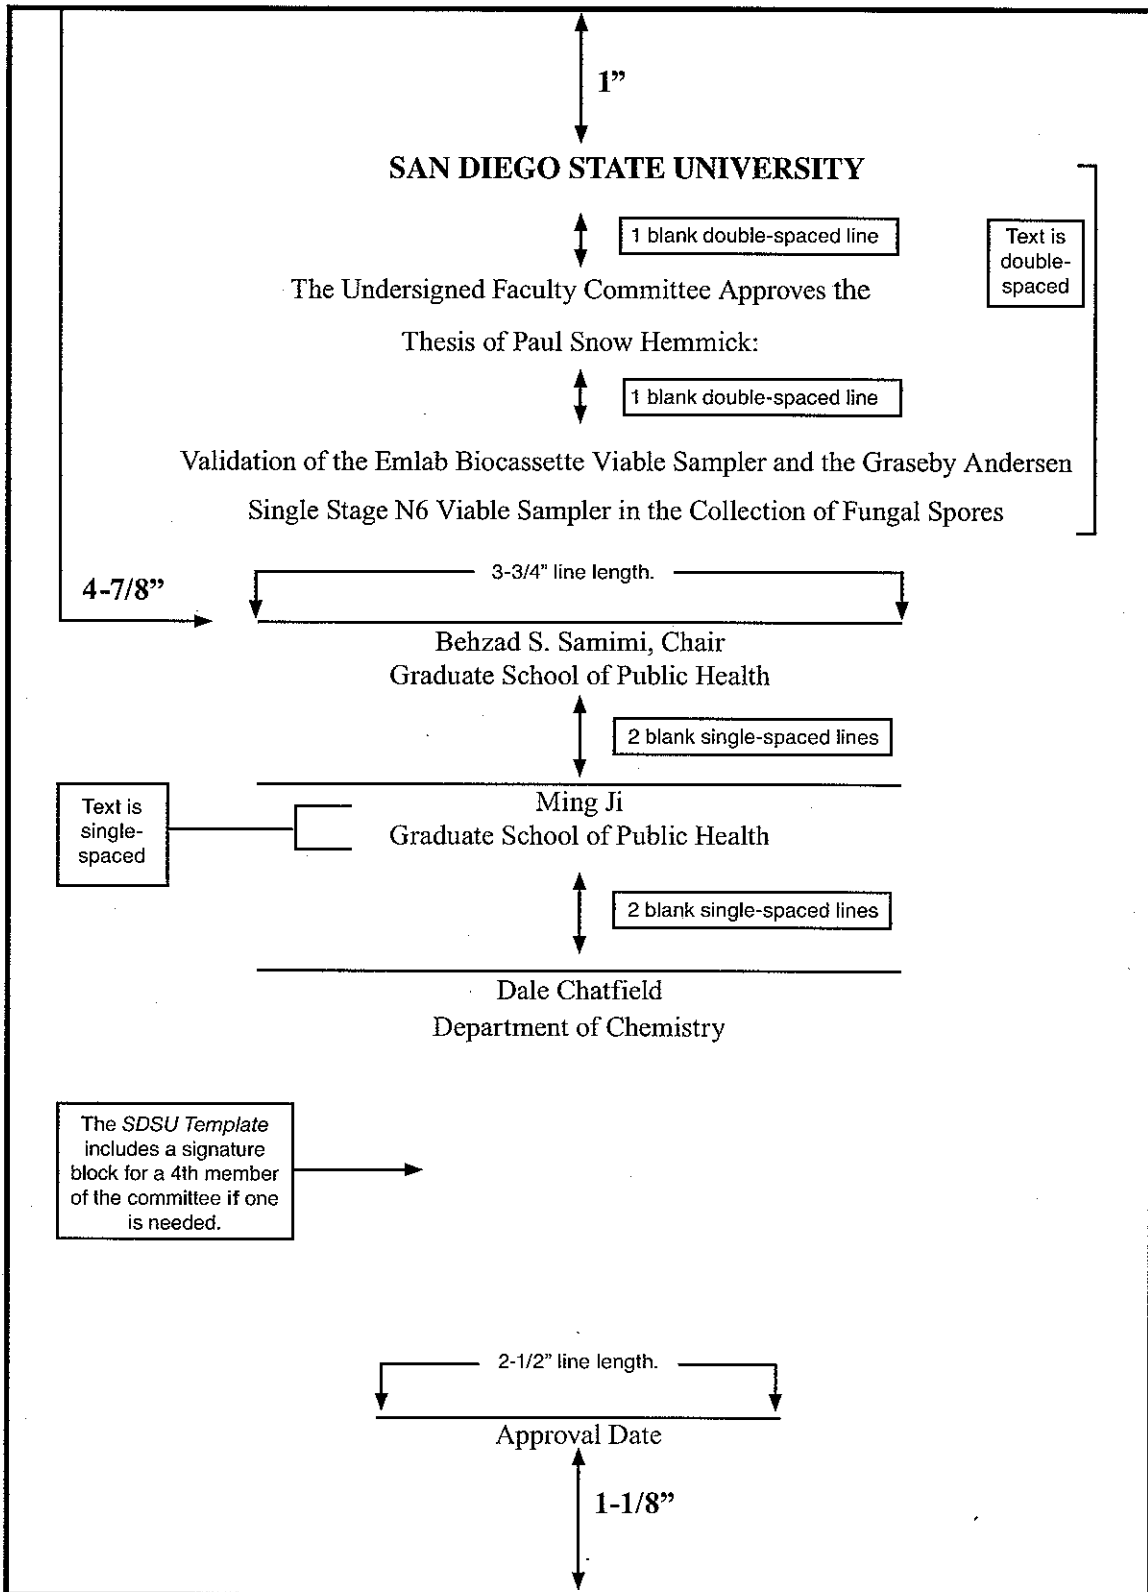 1”
SAN DIEGO STATE UNIVERSITY
1 blank double-spaced line
Text is
double-
spaced
The Undersigned Faculty Committee Approves the
Thesis of Paul Snow Hemmick:
1 blank double-spaced line
Validation of the Emlab Biocassette Viable Sampler and the Graseby Andersen
Single Stage N6 Viable Sampler in the Collection of Fungal Spores
4-7/8”
3-3/4” line length.
Behzad S. Samimi, Chair
Graduate School of Public Health
2 blank single-spaced lines
Text is
single-
spaced
Ming Ji
Graduate School of Public Health
2 blank single-spaced lines
Dale Chatfield
Department of Chemistry
The SDSU Template
includes a signature
block for a 4th member
of the committee if one
is needed.
2-1/2” line length.
Approval Date
1-1/8”